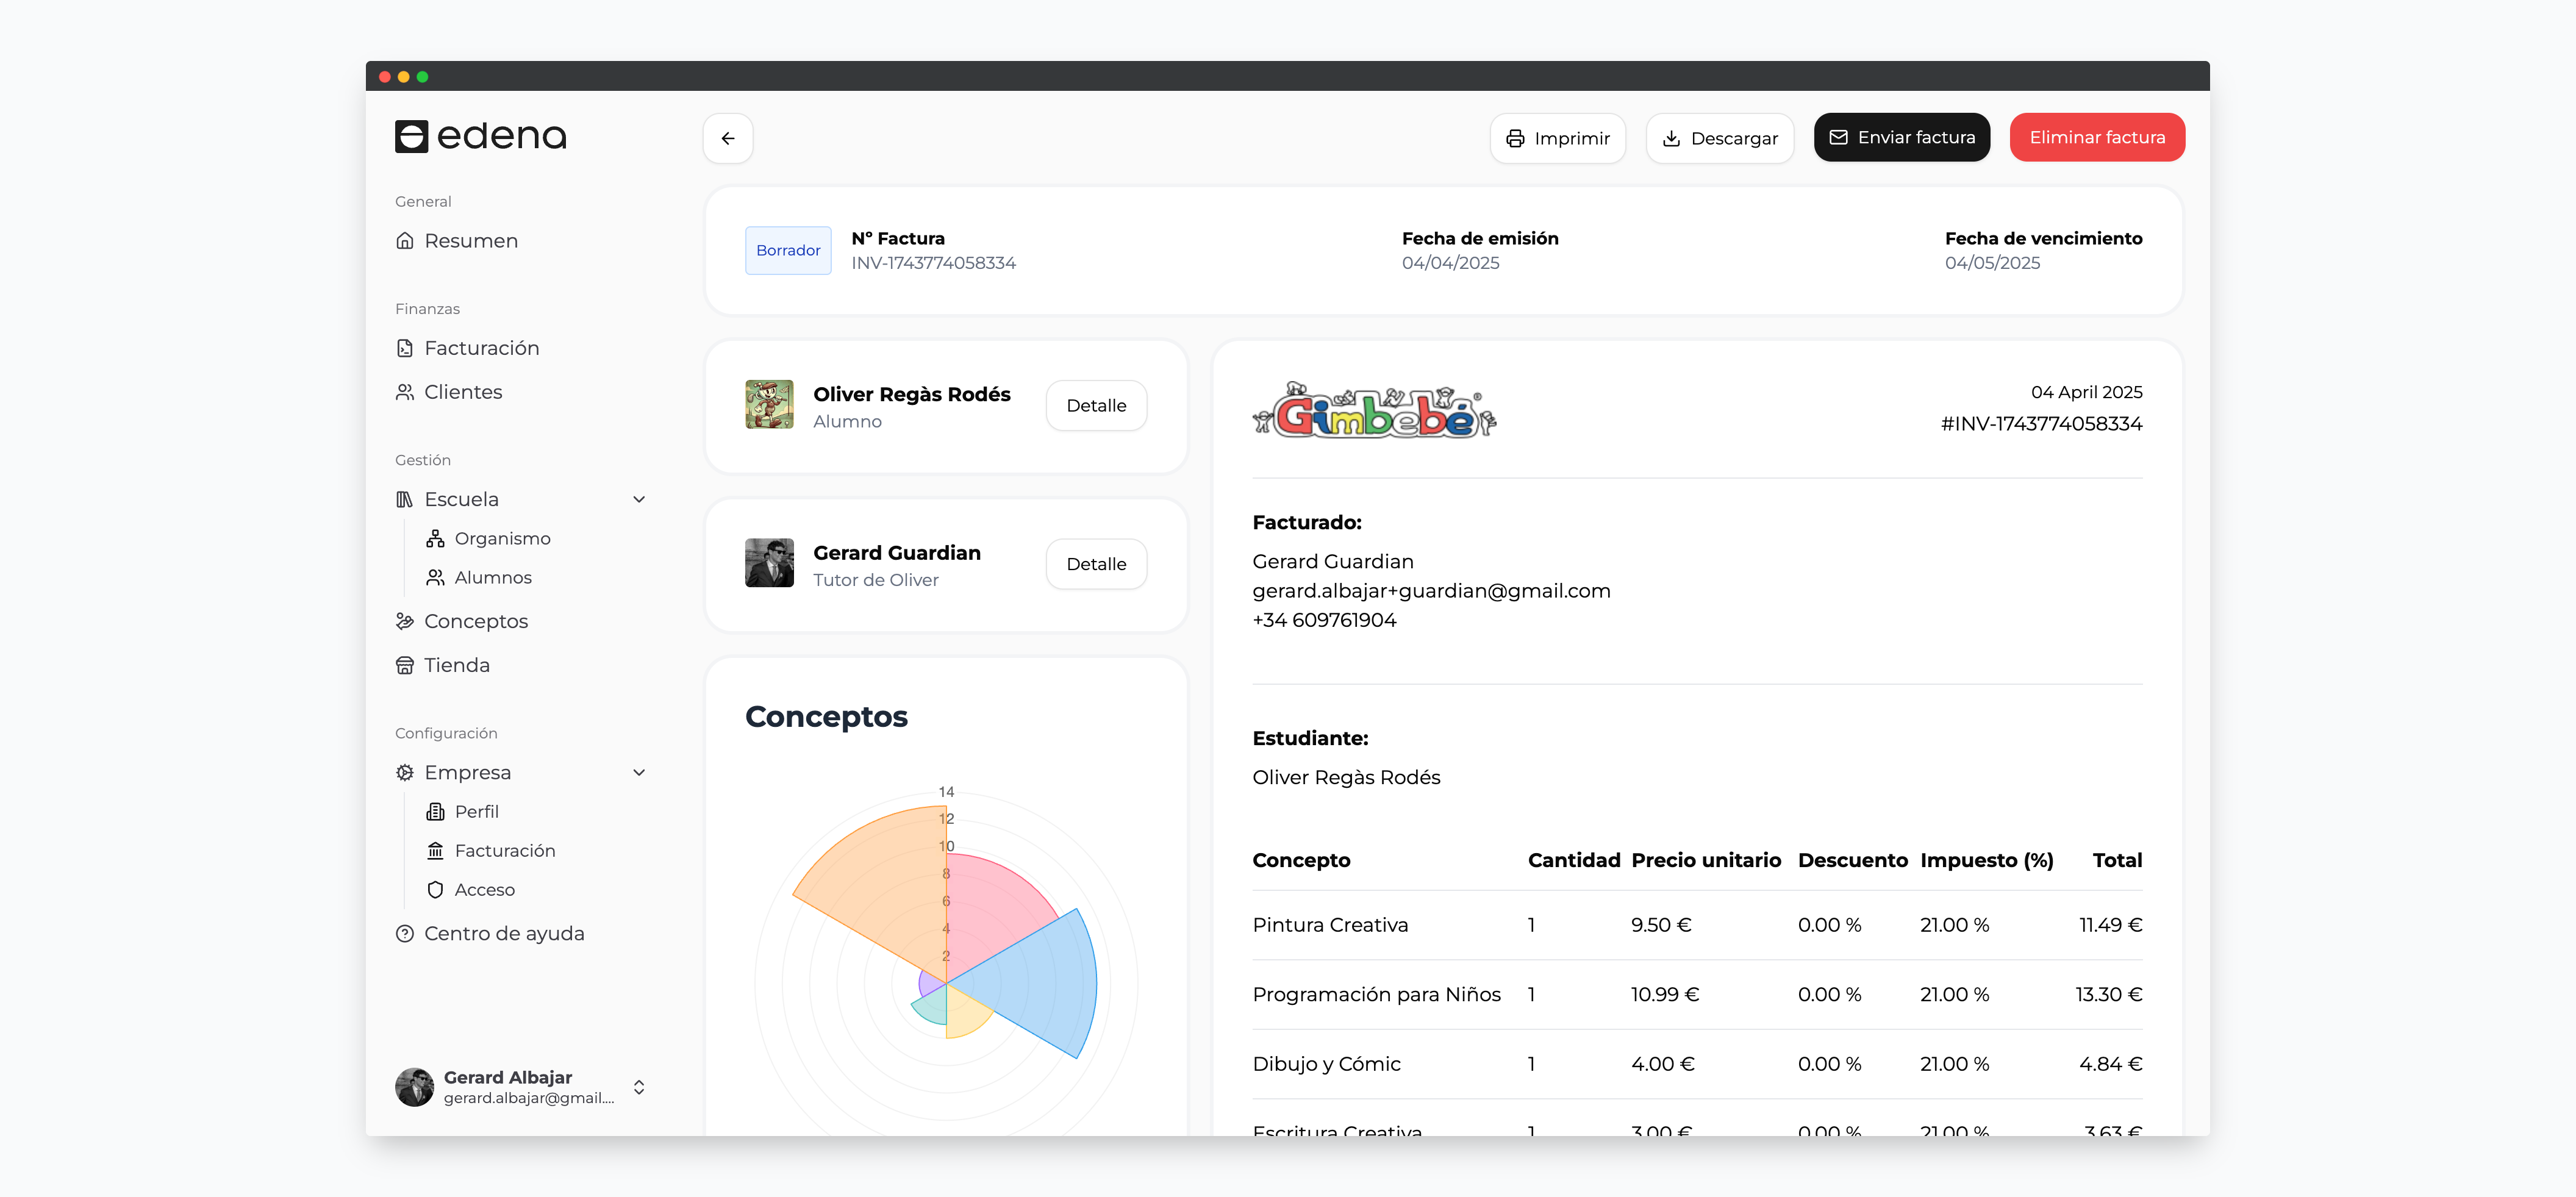 edena
General
Resumen
Finanzas
Facturación
Clientes
Gestión
Escuela
Organismo
Alumnos
Conceptos
Tienda
Configuración
Empresa
Perfil
Facturación
Acceso
Centro de ayuda
Gerard Albajar
gerard.albajar@gmail....
Imprimir
Descargar
Enviar factura
Eliminar factura
Borrador
Nº Factura
INV-1743774058334
Fecha de emisión
04/04/2025
Fecha de vencimiento
04/05/2025
Oliver Regàs Rodés
Alumno
Detalle
Gerard Guardian
Tutor de Oliver
Detalle
Conceptos
14
12
10
8
6
4
2
Gimbebé®
04 April 2025
#INV-1743774058334
Facturado:
Gerard Guardian
gerard.albajar+guardian@gmail.com
+34 609761904
Estudiante:
Oliver Regàs Rodés
Concepto Cantidad Precio unitario Descuento Impuesto (%) Total
Pintura Creativa 1 9.50 € 0.00 % 21.00 % 11.49 €
Programación para Niños 1 10.99 € 0.00 % 21.00 % 13.30 €
Dibujo y Cómic 1 4.00 € 0.00 % 21.00 % 4.84 €
Escritura Creativa 1 3.00 € 0.00 % 21.00 % 3.63 €